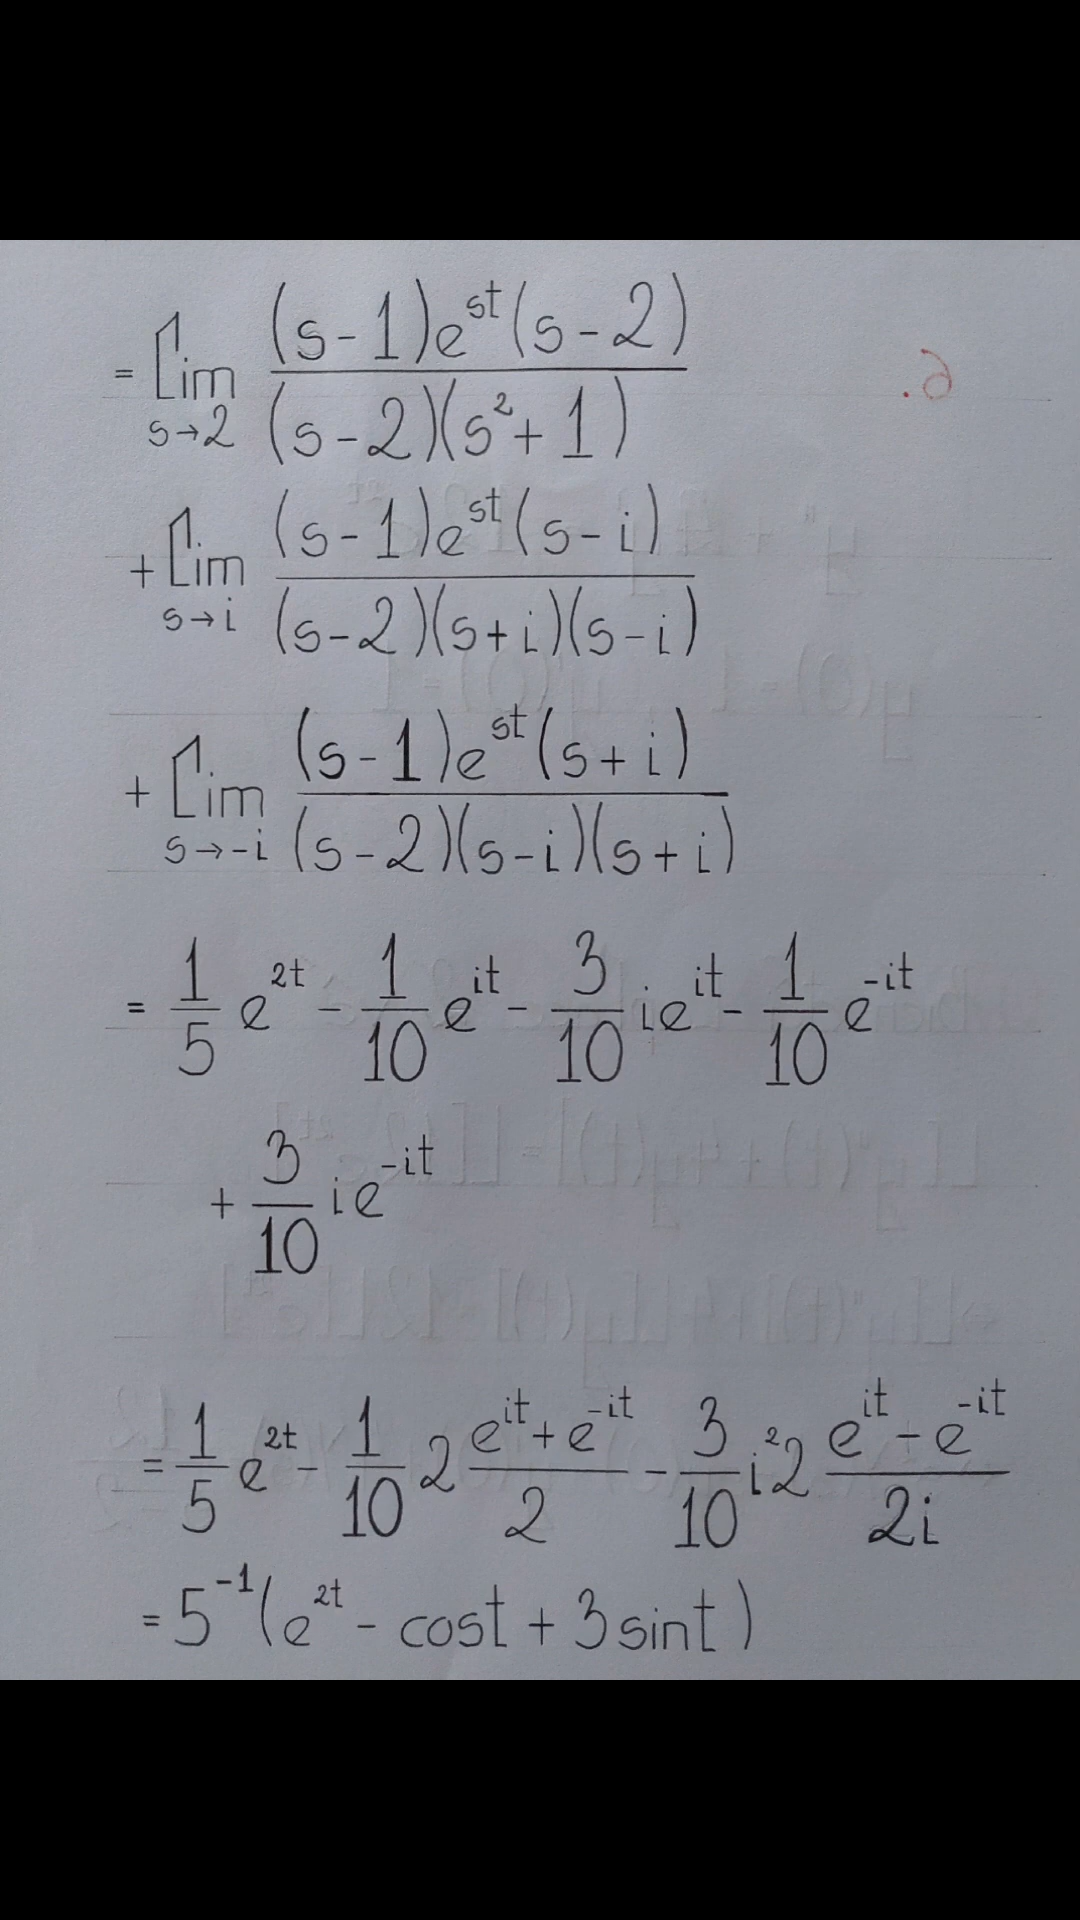 = Lim s→2 (s-1)e^st(s-2) / (s-2)(s²+1)
+ Lim s→i (s-1)e^st(s-i) / (s-2)(s+i)(s-i)
+ Lim s→-i (s-1)e^st(s+i) / (s-2)(s-i)(s+i)
= 1/5 e^2t - 1/10 e^it - 3/10 ie^it - 1/10 e^-it
+ 3/10 ie^-it
= 1/5 e^2t - 1/10 2 (e^it + e^-it)/2 - 3/10 i² 2 (e^it - e^-it)/2i
= 5^-1(e^2t - cost + 3sint)